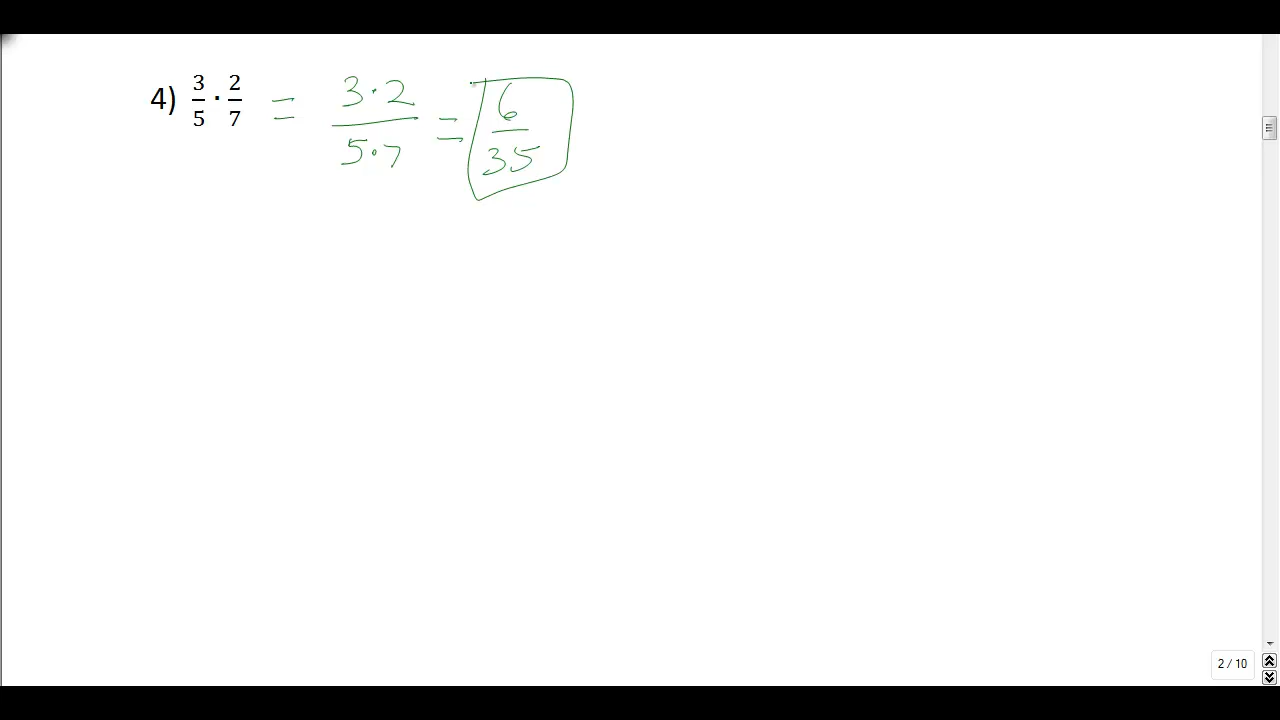 4) 3/5 · 2/7 = 3·2/5·7 = 6/35
2 / 10